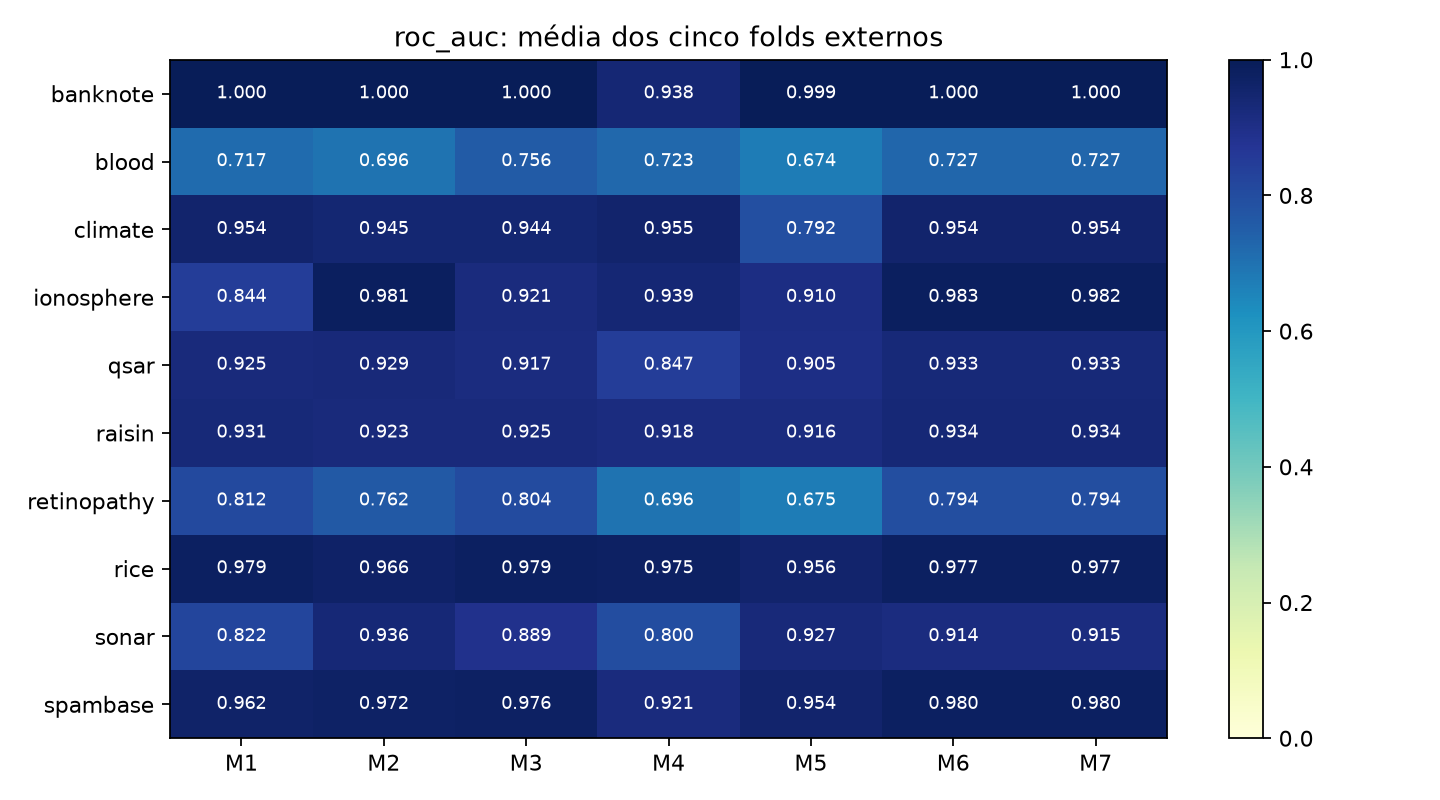 roc_auc: média dos cinco folds externos
banknote 1.000 1.000 1.000 0.938 0.999 1.000 1.000
blood 0.717 0.696 0.756 0.723 0.674 0.727 0.727
climate 0.954 0.945 0.944 0.955 0.792 0.954 0.954
ionosphere 0.844 0.981 0.921 0.939 0.910 0.983 0.982
qsar 0.925 0.929 0.917 0.847 0.905 0.933 0.933
raisin 0.931 0.923 0.925 0.918 0.916 0.934 0.934
retinopathy 0.812 0.762 0.804 0.696 0.675 0.794 0.794
rice 0.979 0.966 0.979 0.975 0.956 0.977 0.977
sonar 0.822 0.936 0.889 0.800 0.927 0.914 0.915
spambase 0.962 0.972 0.976 0.921 0.954 0.980 0.980
M1 M2 M3 M4 M5 M6 M7
1.0
0.8
0.6
0.4
0.2
0.0